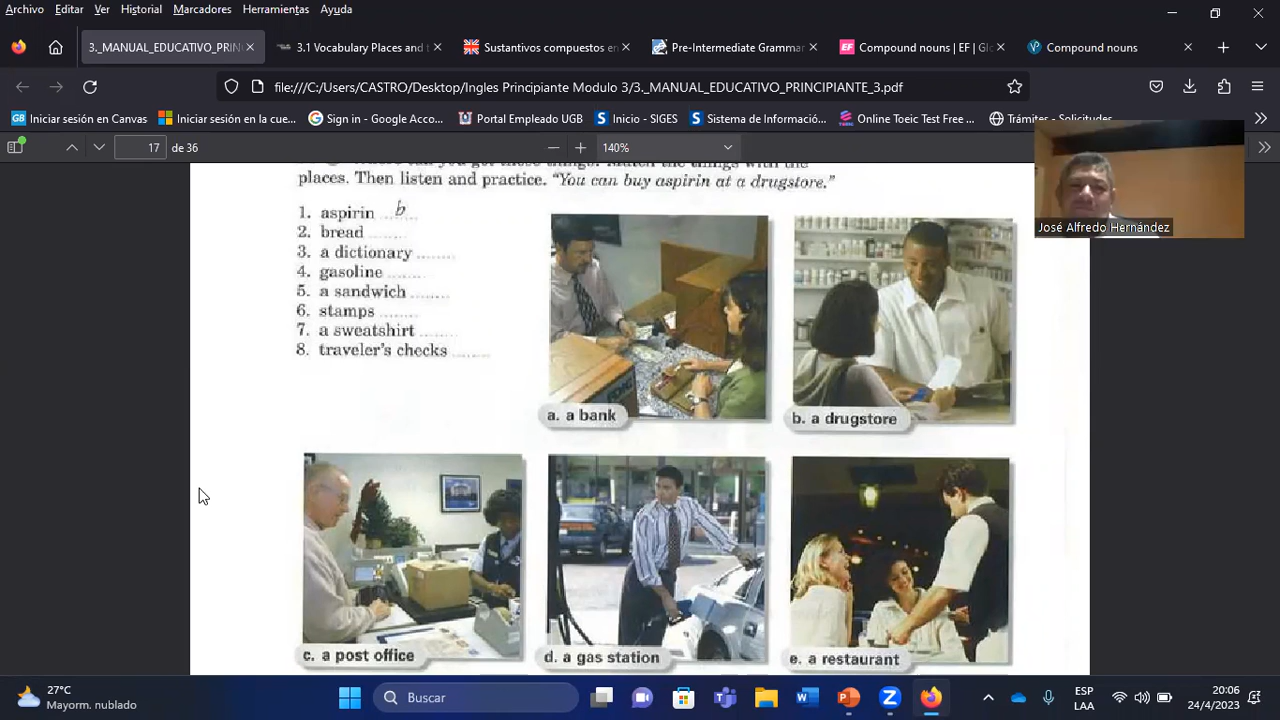 Archivo Editar Ver Historial Marcadores Herramientas Ayuda
3._MANUAL_EDUCATIVO_PRIN
3.1 Vocabulary Places and t
Sustantivos compuestos en
Pre-Intermediate Grammar
Compound nouns | EF | Glo
Compound nouns
file:///C:/Users/CASTRO/Desktop/Ingles Principiante Modulo 3/3._MANUAL_EDUCATIVO_PRINCIPIANTE_3.pdf
Iniciar sesión en Canvas
Iniciar sesión en la cue...
Sign in - Google Acco...
Portal Empleado UGB
Inicio - SIGES
Sistema de Informació...
Online Toeic Test Free ...
Trámites - Solicitudes
17 de 36
140%
José Alfredo Hernández
places. Then listen and practice. "You can buy aspirin at a drugstore."
1. aspirin b
2. bread
3. a dictionary
4. gasoline
5. a sandwich
6. stamps
7. a sweatshirt
8. traveler's checks
a. a bank
b. a drugstore
c. a post office
d. a gas station
e. a restaurant
27°C
Mayorm. nublado
Buscar
ESP
LAA
20:06
24/4/2023